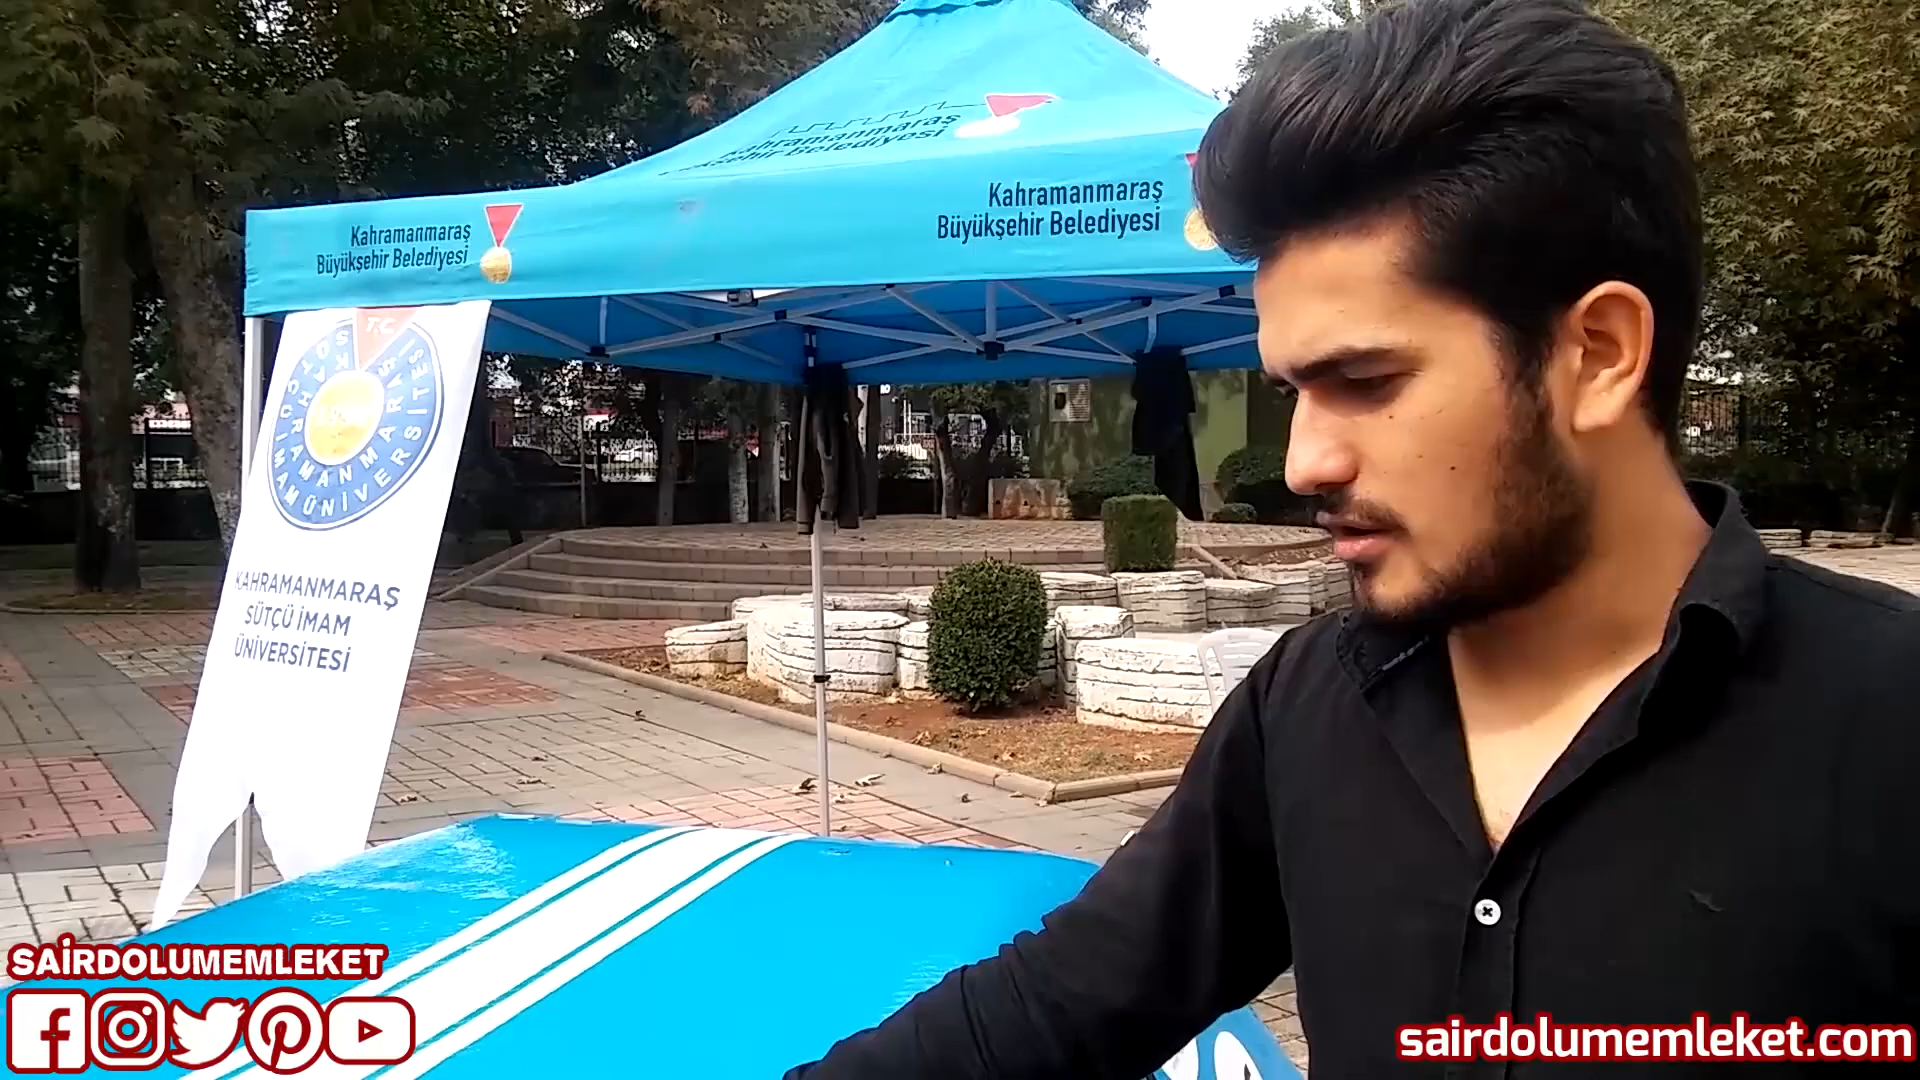 Kahramanmaraş
Büyükşehir Belediyesi
Kahramanmaraş
Büyükşehir Belediyesi
Kahramanmaraş
Büyükşehir Belediyesi
T.C.
KAHRAMANMARAŞ
SÜTÇÜ İMAM ÜNİVERSİTESİ
KAHRAMANMARAŞ
SÜTÇÜ İMAM
ÜNİVERSİTESİ
SAİRDOLUMEMLEKET
sairdolumemleket.com